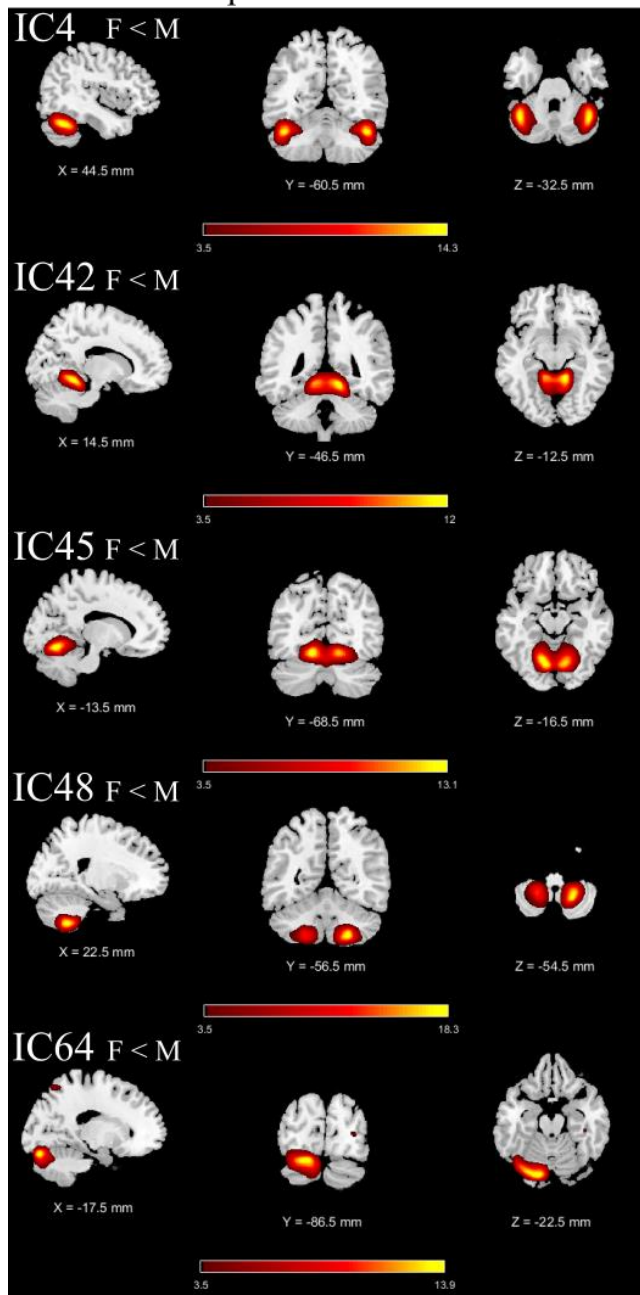 IC4 F < M
X = 44.5 mm Y = -60.5 mm Z = -32.5 mm
3.5 14.3
IC42 F < M
X = 14.5 mm Y = -46.5 mm Z = -12.5 mm
3.5 12
IC45 F < M
X = -13.5 mm Y = -68.5 mm Z = -16.5 mm
3.5 13.1
IC48 F < M
X = 22.5 mm Y = -56.5 mm Z = -54.5 mm
3.5 18.3
IC64 F < M
X = -17.5 mm Y = -86.5 mm Z = -22.5 mm
3.5 13.9